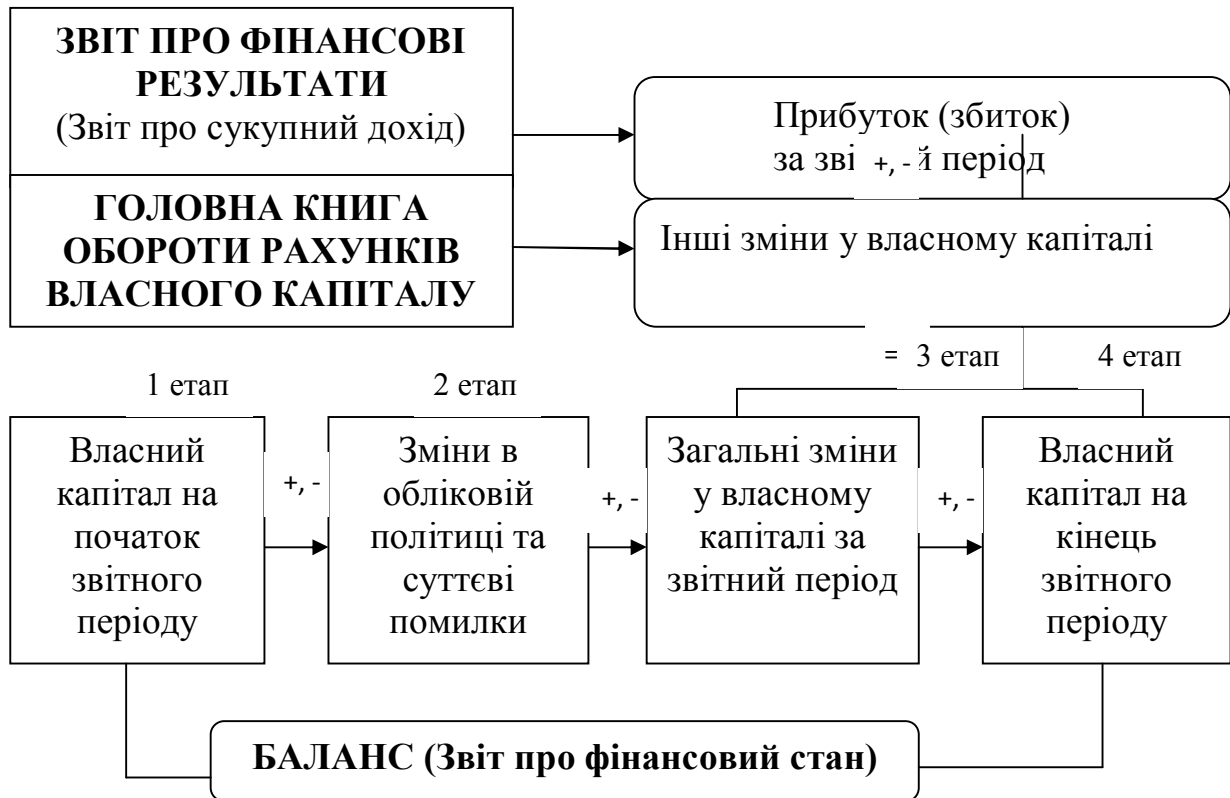 ЗВІТ ПРО ФІНАНСОВІ
РЕЗУЛЬТАТИ
(Звіт про сукупний дохід)
Прибуток (збиток)
за зві +, - й період
ГОЛОВНА КНИГА
ОБОРОТИ РАХУНКІВ
ВЛАСНОГО КАПІТАЛУ
Інші зміни у власному капіталі
= 3 етап
4 етап
1 етап
2 етап
Власний
капітал на
початок
звітного
періоду
+, -
Зміни в
обліковій
політиці та
суттєві
помилки
+, -
Загальні зміни
у власному
капіталі за
звітний період
+, -
Власний
капітал на
кінець
звітного
періоду
БАЛАНС (Звіт про фінансовий стан)